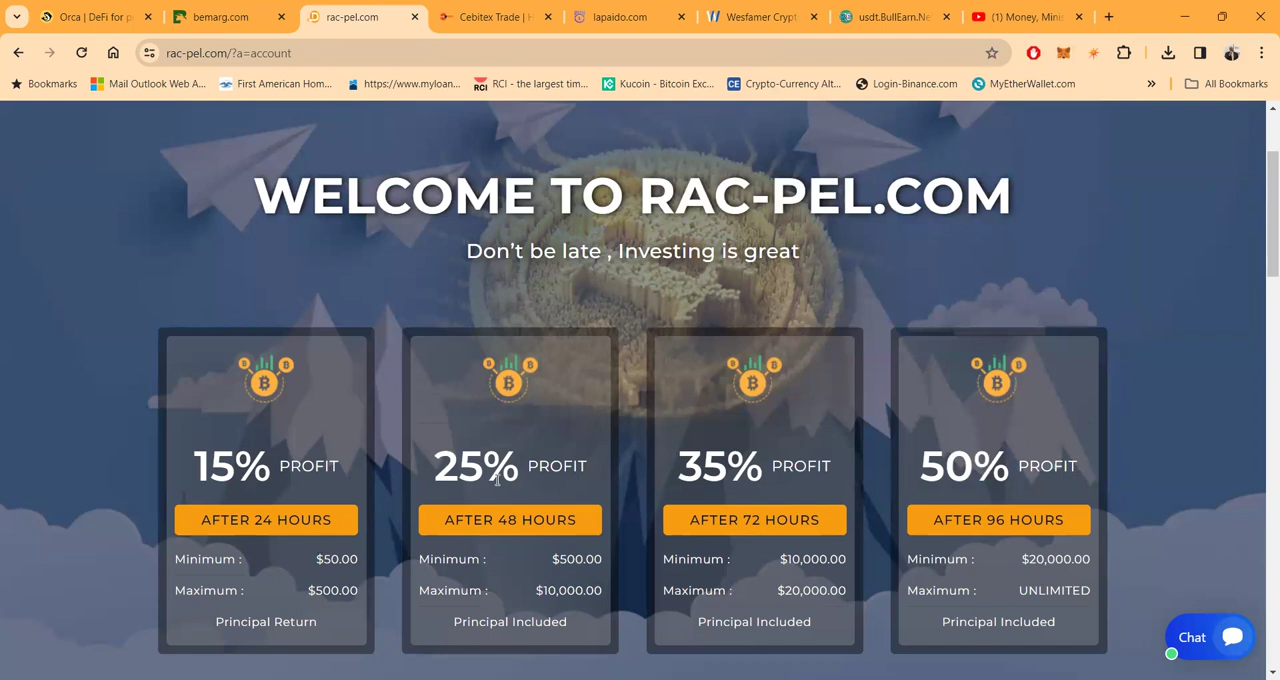 Orca | DeFi for p
bemarg.com
rac-pel.com
Cebitex Trade | H
lapaido.com
Wesfamer Crypt
usdt.BullEarn.Ne
(1) Money, Minis
rac-pel.com/?a=account
Bookmarks
Mail Outlook Web A...
First American Hom...
https://www.myloan...
RCI - the largest tim...
Kucoin - Bitcoin Exc...
Crypto-Currency Alt...
Login-Binance.com
MyEtherWallet.com
»
All Bookmarks
WELCOME TO RAC-PEL.COM
Don't be late , Investing is great
15% PROFIT
AFTER 24 HOURS
Minimum : $50.00
Maximum : $500.00
Principal Return
25% PROFIT
AFTER 48 HOURS
Minimum : $500.00
Maximum : $10,000.00
Principal Included
35% PROFIT
AFTER 72 HOURS
Minimum : $10,000.00
Maximum : $20,000.00
Principal Included
50% PROFIT
AFTER 96 HOURS
Minimum : $20,000.00
Maximum : UNLIMITED
Principal Included
Chat